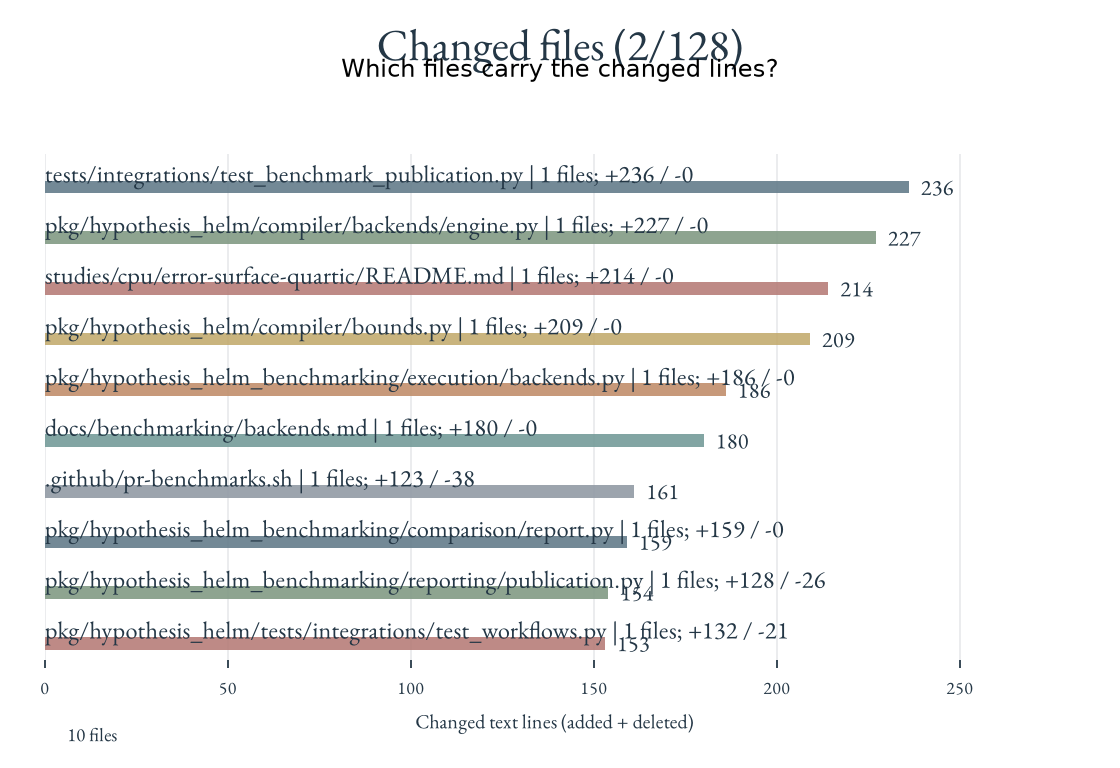 Changed files (2/128)
Which files carry the changed lines?
tests/integrations/test_benchmark_publication.py | 1 files; +236 / -0
236
pkg/hypothesis_helm/compiler/backends/engine.py | 1 files; +227 / -0
227
studies/cpu/error-surface-quartic/README.md | 1 files; +214 / -0
214
pkg/hypothesis_helm/compiler/bounds.py | 1 files; +209 / -0
209
pkg/hypothesis_helm_benchmarking/execution/backends.py | 1 files; +186 / -0
186
docs/benchmarking/backends.md | 1 files; +180 / -0
180
.github/pr-benchmarks.sh | 1 files; +123 / -38
161
pkg/hypothesis_helm_benchmarking/comparison/report.py | 1 files; +159 / -0
159
pkg/hypothesis_helm_benchmarking/reporting/publication.py | 1 files; +128 / -26
154
pkg/hypothesis_helm/tests/integrations/test_workflows.py | 1 files; +132 / -21
153
0 50 100 150 200 250
Changed text lines (added + deleted)
10 files